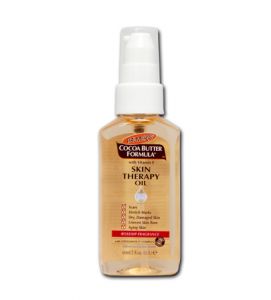 Palmer's
COCOA BUTTER
FORMULA
with Vitamin E
SKIN
THERAPY
OIL
Scars
Stretch Marks
Dry, Damaged Skin
Uneven Skin Tone
Aging Skin
ROSEHIP FRAGRANCE